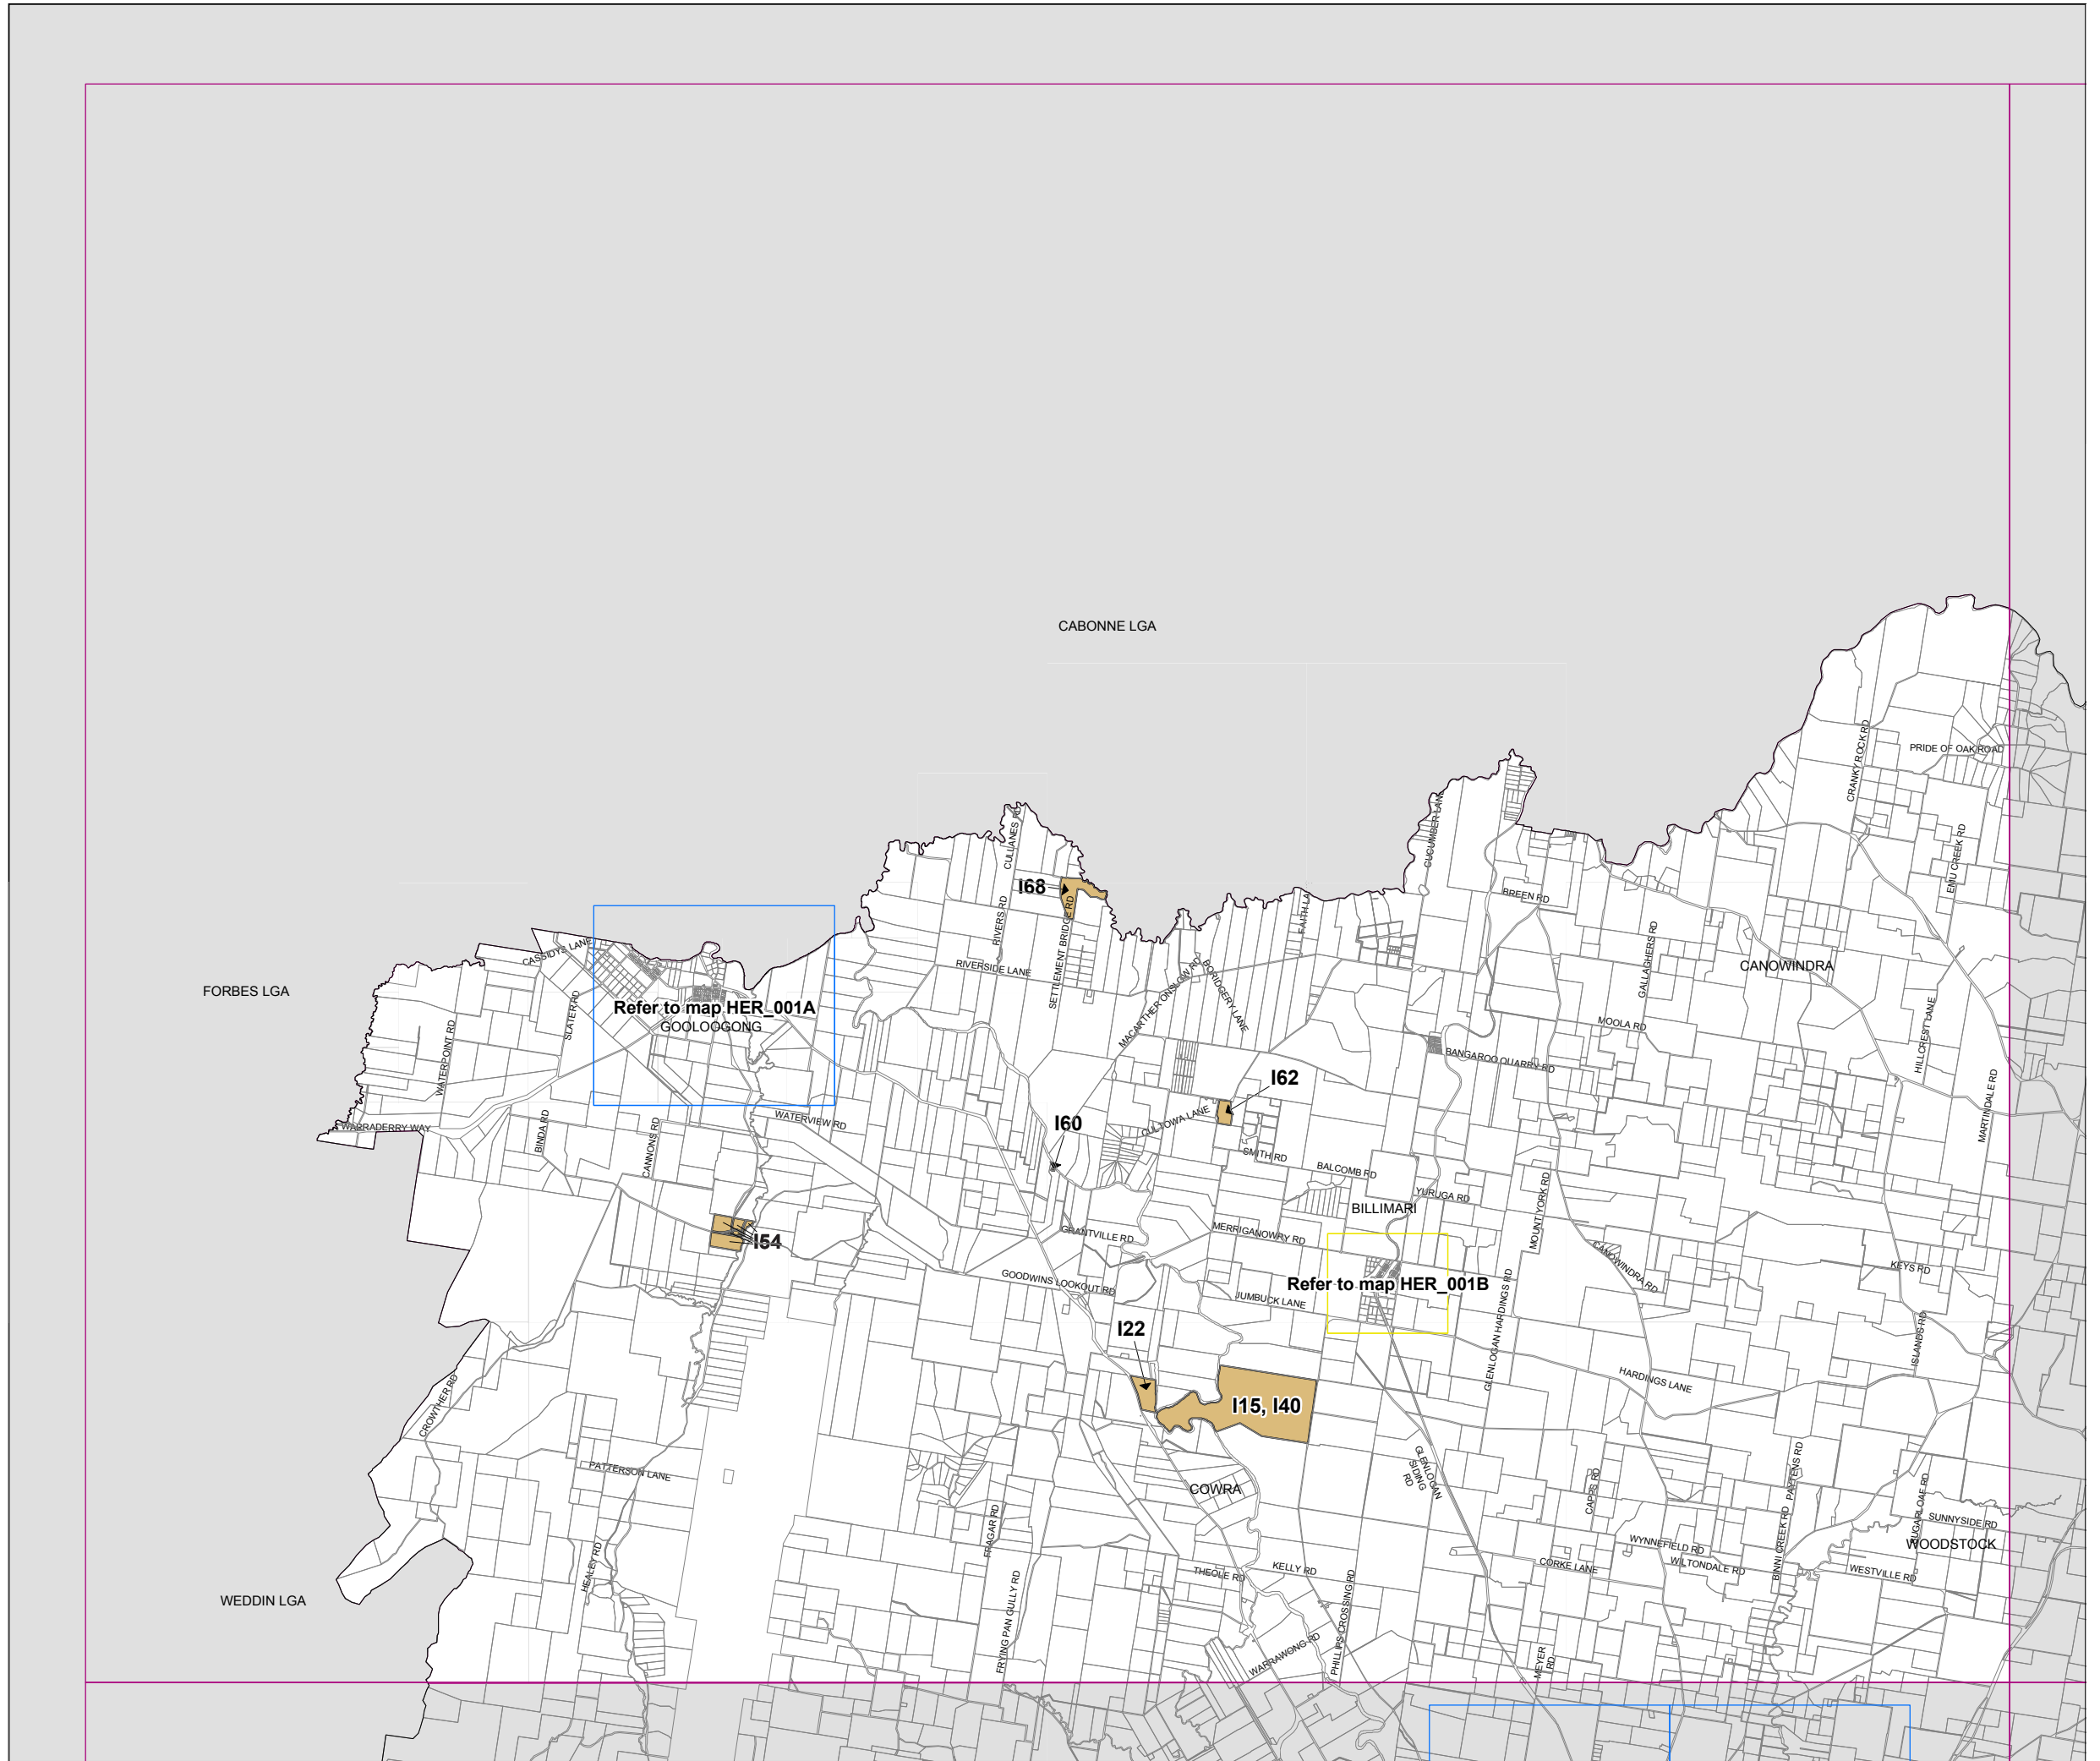 CABONNE LGA
PRIDE OF OAK ROAD
CRANKY ROCK RD
CUCUMBER LANE
CULLANES RD
EMU CREEK RD
I68
BREEN RD
RIVERS RD
SETTLEMENT BRIDGE RD
FAITH LA
GALLAGHERS RD
CASSIDYS LANE
RIVERSIDE LANE
CANOWINDRA
FORBES LGA
MACARTHER ONSLOW RD
BORIDGERY LANE
Refer to map HER_001A
GOOLOOGONG
SLATER RD
MOOLA RD
HILLCREST LANE
WATERPOINT RD
BANGAROO QUARRY RD
I62
MARTINDALE RD
WATERVIEW RD
CULTOWA LANE
I60
WARRADERRY WAY
BINDA RD
CANNONS RD
SMITH RD
BALCOMB RD
YURUGA RD
MOUNT YORK RD
BILLIMARI
GRANTVILLE RD
MERRIGANOWRY RD
I54
CANOWINDRA RD
KEYS RD
GOODWINS LOOKOUT RD
Refer to map HER_001B
JUMBUCK LANE
GLENLOGAN HARDINGS RD
I22
ISLANDS RD
HARDINGS LANE
CROWTHER RD
I15, I40
PATTERSON LANE
GLENLOGAN
SIDING
RD
PATTENS RD
COWRA
CAPPS RD
SUGARLOAF RD
FRAGAR RD
SUNNYSIDE RD
WYNNEFIELD RD
BINNI CREEK RD
WOODSTOCK
HEALEY RD
THEOLE RD
KELLY RD
CORKE LANE
WILTONDALE RD
WESTVILLE RD
WEDDIN LGA
FRYING PAN GULLY RD
PHILLIPS CROSSING RD
WARRAWONG RD
MEYER
RD